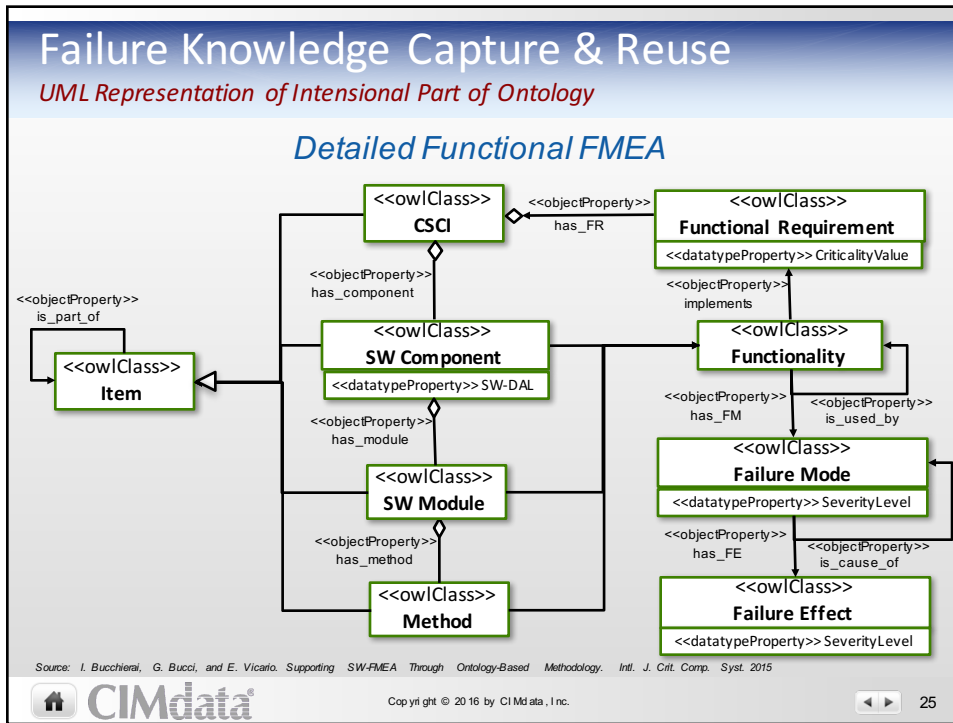 Failure Knowledge Capture & Reuse
UML Representation of Intensional Part of Ontology
Detailed Functional FMEA
<<owlClass>>
CSCI
<<objectProperty>>
has_FR
<<owlClass>>
Functional Requirement
<<datatypeProperty>> CriticalityValue
<<objectProperty>>
has_component
<<objectProperty>>
implements
<<objectProperty>>
is_part_of
<<owlClass>>
Item
<<owlClass>>
SW Component
<<datatypeProperty>> SW-DAL
<<owlClass>>
Functionality
<<objectProperty>>
has_FM
<<objectProperty>>
is_used_by
<<objectProperty>>
has_module
<<owlClass>>
Failure Mode
<<datatypeProperty>> SeverityLevel
<<owlClass>>
SW Module
<<objectProperty>>
has_method
<<objectProperty>>
has_FE
<<objectProperty>>
is_cause_of
<<owlClass>>
Method
<<owlClass>>
Failure Effect
<<datatypeProperty>> SeverityLevel
Source: I. Bucchierai, G. Bucci, and E. Vicario. Supporting SW-FMEA Through Ontology-Based Methodology. Intl. J. Crit. Comp. Syst. 2015
CIMdata®
Copyright © 2016 by CIMdata, Inc.
25